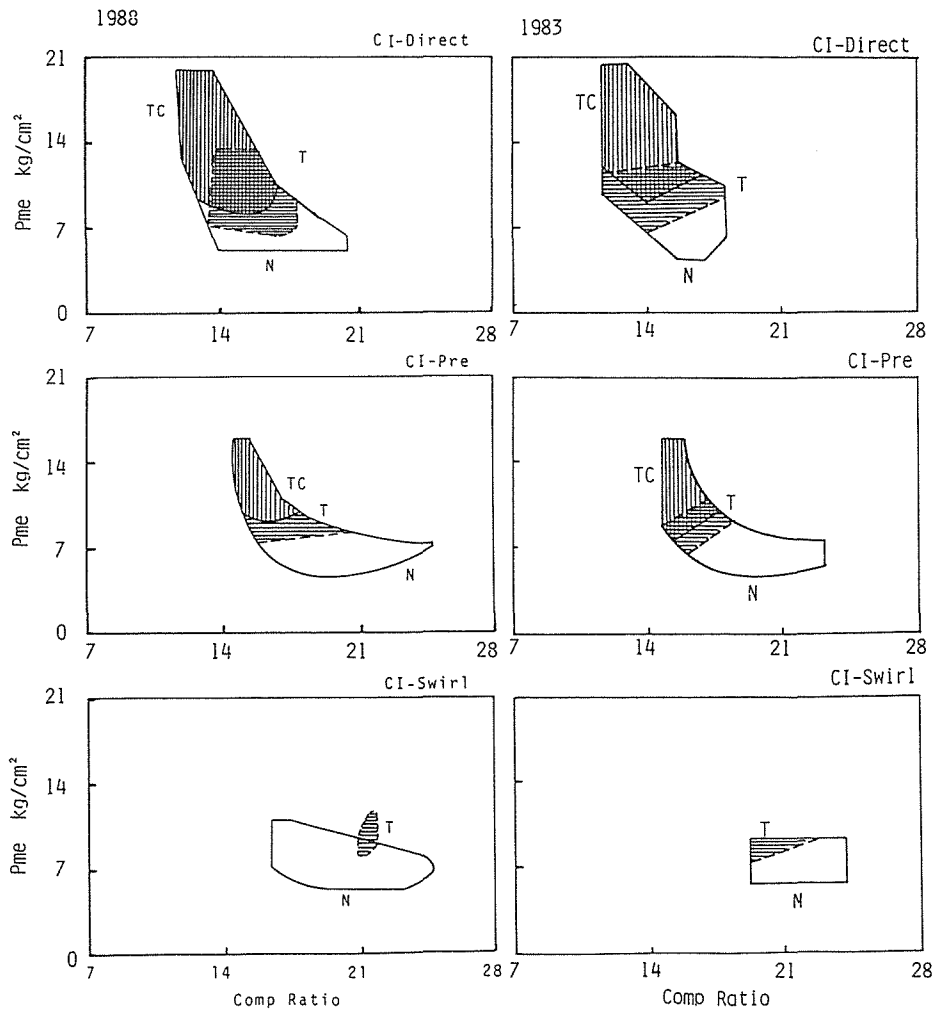 1988
1983
CI-Direct
CI-Direct
21
TC
TC
14
T
T
Pme kg/cm²
7
N
N
0
7 14 21 28
7 14 21 28
CI-Pre
CI-Pre
21
14
TC
TC
T
T
Pme kg/cm²
7
N
N
0
7 14 21 28
7 14 21 28
CI-Swirl
CI-Swirl
21
14
Pme kg/cm²
T
T
7
N
N
0
7 14 21 28
7 14 21 28
Comp Ratio
Comp Ratio